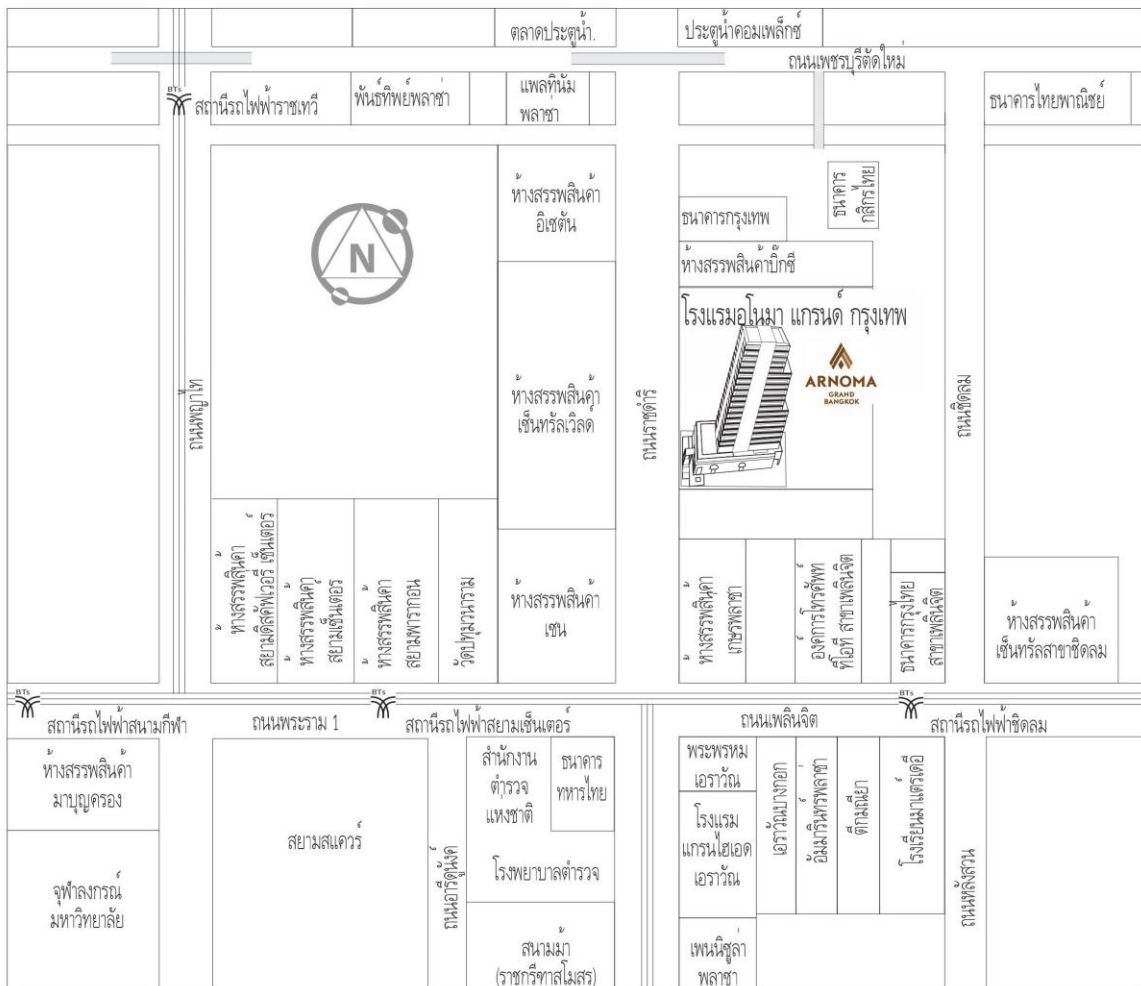 ตลาดประตูน้ำ.
ประตูน้ำคอมเพล็กซ์
ถนนเพชรบุรีตัดใหม่
BTs
สถานีรถไฟฟ้าราชเทวี
พันธ์ทิพย์พลาซ่า
แพลทินัม
พลาซ่า
ธนาคารไทยพาณิชย์
ห้างสรรพสินค้า
อิเซตัน
ธนาคาร
กสิกรไทย
ธนาคารกรุงเทพ
ห้างสรรพสินค้าบิ๊กซี
N
โรงแรมอโนมา แกรนด์ กรุงเทพ
ARNOMA
GRAND
BANGKOK
ถนนพญาไท
ห้างสรรพสินค้า
เซ็นทรัลเวิลด์
ถนนราชดำริ
ถนนชิดลม
ห้างสรรพสินค้า
สยามดิสคัฟเวอรี่ เซ็นเตอร์
ห้างสรรพสินค้า
สยามเซ็นเตอร์
ห้างสรรพสินค้า
สยามพารากอน
วัดปทุมวนาราม
ห้างสรรพสินค้า
เซน
ห้างสรรพสินค้า
เกษรพลาซา
องค์การโทรศัพท
ทีโอที สาขาเพลินจิต
ธนาคารกรุงไทย
สาขาเพลินจิต
ห้างสรรพสินค้า
เซ็นทรัลสาขาชิดลม
BTs
BTs
BTs
สถานีรถไฟฟ้าสนามกีฬา
ถนนพระราม 1
สถานีรถไฟฟ้าสยามเซ็นเตอร์
ถนนเพลินจิต
สถานีรถไฟฟ้าชิดลม
ห้างสรรพสินค้า
มาบุญครอง
จุฬาลงกรณ์
มหาวิทยาลัย
สยามสแควร์
ถนนอารีดูนังค์
สำนักงาน
ตำรวจ
แห่งชาติ
ธนาคาร
ทหารไทย
โรงพยาบาลตำรวจ
สนามม้า
(ราชกรีฑาสโมสร)
พระพรหม
เอราวัณ
โรงแรม
แกรนไฮเอด
เอราวัณ
เพนนิซูล่า
พลาซา
เอราวัณบางกอก
อัมมารินทร์พลาซ่า
ตึกมณียา
โรงเรียนมาแตร์เดอี
ถนนหลังสวน